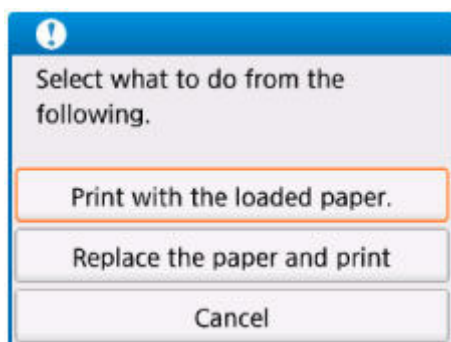 Select what to do from the
following.
Print with the loaded paper.
Replace the paper and print
Cancel